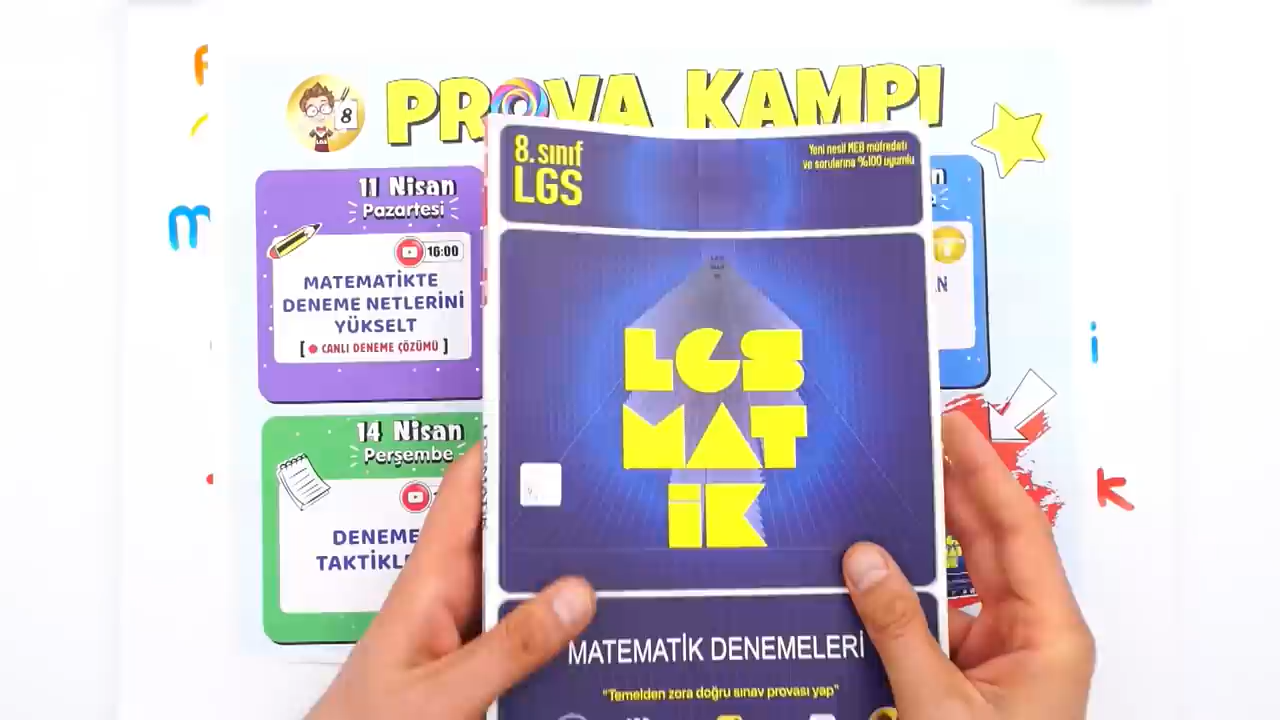 PROVA KAMPI
8
LGS
11 Nisan
Pazartesi
16:00
MATEMATİKTE
DENEME NETLERİNİ
YÜKSELT
[ CANLI DENEME ÇÖZÜMÜ ]
14 Nisan
Perşembe
DENEME
8. sınıf
LGS
Yeni nesil MEB müfredatı
ve sorularına %100 uyumlu
LGS
MAT
İK
MATEMATİK DENEMELERİ
"Temelden zora doğru sınav provası yap"
m
i
k